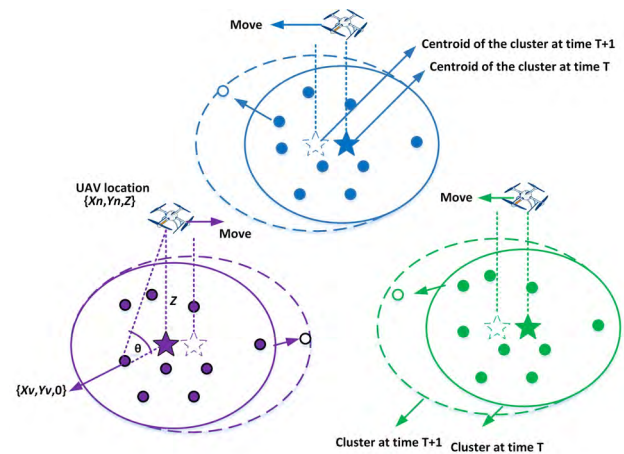 Move
Centroid of the cluster at time T+1
Centroid of the cluster at time T
UAV location
{Xn,Yn,Z}
Move
Move
Z
θ
{Xv,Yv,0}
Cluster at time T+1
Cluster at time T